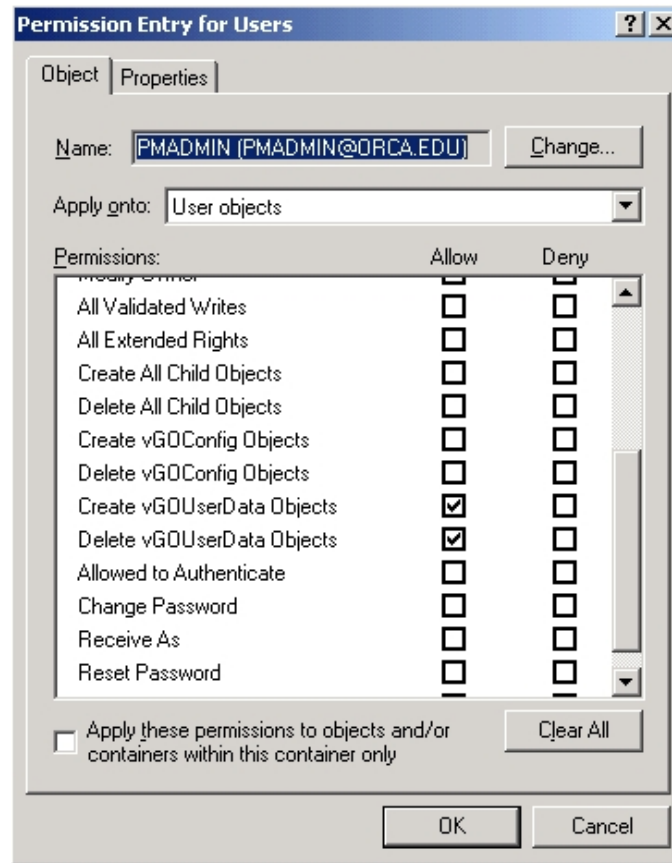 Permission Entry for Users
Object Properties
Name: PMADMIN (PMADMIN@ORCA.EDU) Change...
Apply onto: User objects
Permissions: Allow Deny
Modify Owner
All Validated Writes
All Extended Rights
Create All Child Objects
Delete All Child Objects
Create vGOConfig Objects
Delete vGOConfig Objects
Create vGOUserData Objects
Delete vGOUserData Objects
Allowed to Authenticate
Change Password
Receive As
Reset Password
Apply these permissions to objects and/or
containers within this container only
Clear All
OK Cancel